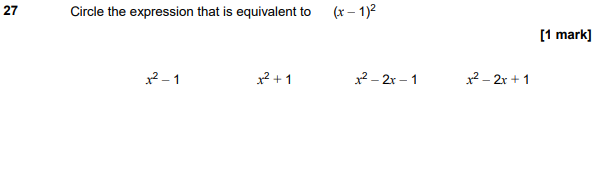 27 Circle the expression that is equivalent to (x – 1)²
[1 mark]
x² – 1 x² + 1 x² – 2x – 1 x² – 2x + 1